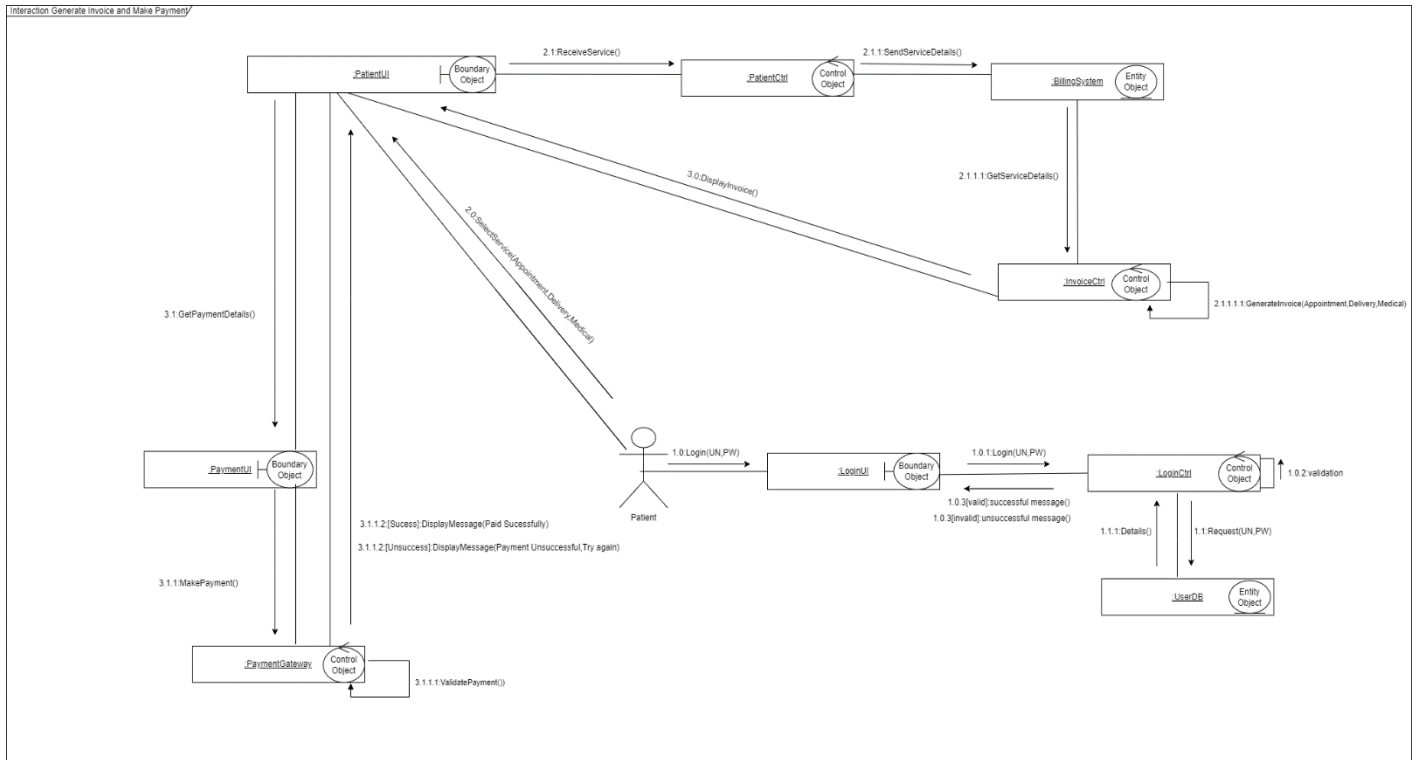 Interaction Generate Invoice and Make Payment
2.1:ReceiveService()
2.1.1:SendServiceDetails()
:PatientUI
Boundary
Object
:PatientCtrl
Control
Object
:BillingSystem
Entity
Object
3.0:DisplayInvoice()
2.1.1.1:GetServiceDetails()
2.0:SelectService(Appointment,Delivery,Medical)
:InvoiceCtrl
Control
Object
2.1.1.1.1:GenerateInvoice(Appointment,Delivery,Medical)
3.1:GetPaymentDetails()
:PaymentUI
Boundary
Object
Patient
1.0:Login(UN,PW)
:LoginUI
Boundary
Object
1.0.1:Login(UN,PW)
1.0.3[valid]:successful message()
1.0.3[invalid]:unsuccessful message()
:LoginCtrl
Control
Object
1.0.2:validation
1.1.1:Details()
1.1:Request(UN,PW)
:UserDB
Entity
Object
3.1.1.2:[Sucess]:DisplayMessage(Paid Sucessfully)
3.1.1.2:[Unsuccess]:DisplayMessage(Payment Unsuccessful,Try again)
3.1.1:MakePayment()
:PaymentGateway
Control
Object
3.1.1.1:ValidatePayment())